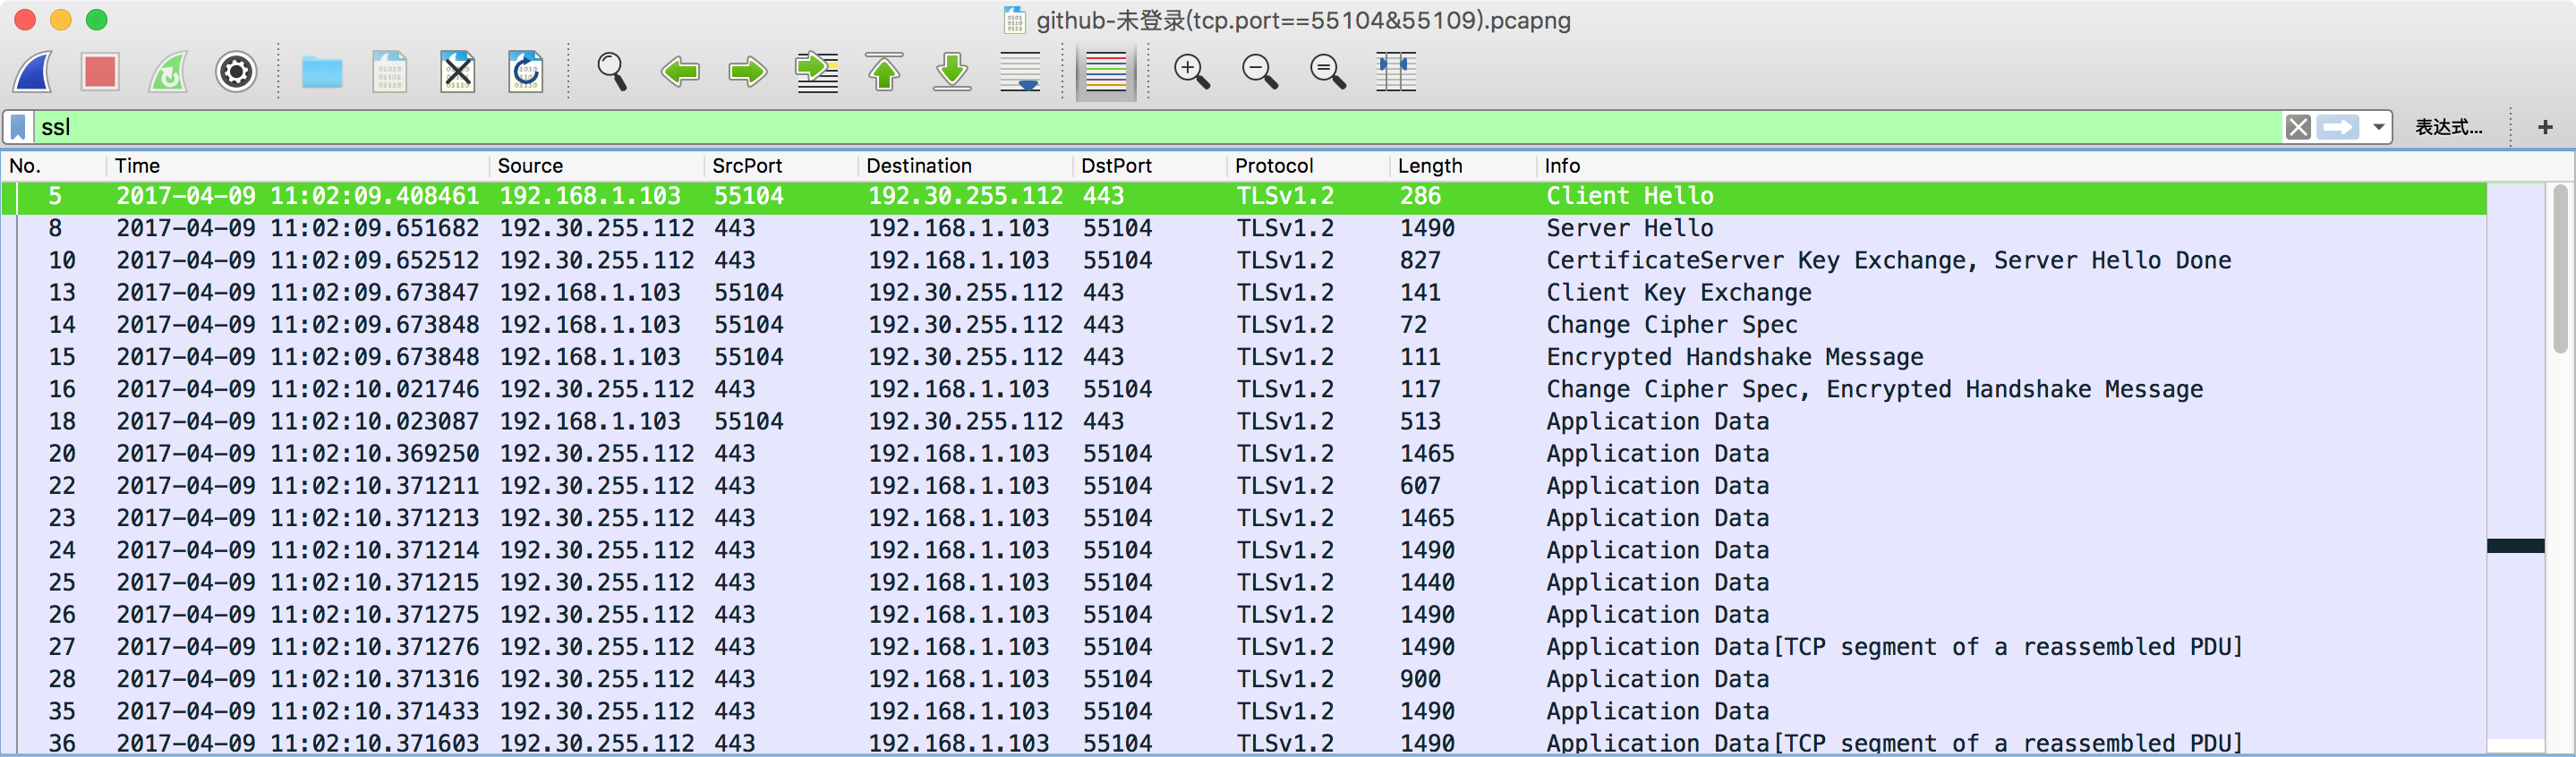 github-未登录(tcp.port==55104&55109).pcapng
ssl 表达式... +
No. Time Source SrcPort Destination DstPort Protocol Length Info
5 2017-04-09 11:02:09.408461 192.168.1.103 55104 192.30.255.112 443 TLSv1.2 286 Client Hello
8 2017-04-09 11:02:09.651682 192.30.255.112 443 192.168.1.103 55104 TLSv1.2 1490 Server Hello
10 2017-04-09 11:02:09.652512 192.30.255.112 443 192.168.1.103 55104 TLSv1.2 827 CertificateServer Key Exchange, Server Hello Done
13 2017-04-09 11:02:09.673847 192.168.1.103 55104 192.30.255.112 443 TLSv1.2 141 Client Key Exchange
14 2017-04-09 11:02:09.673848 192.168.1.103 55104 192.30.255.112 443 TLSv1.2 72 Change Cipher Spec
15 2017-04-09 11:02:09.673848 192.168.1.103 55104 192.30.255.112 443 TLSv1.2 111 Encrypted Handshake Message
16 2017-04-09 11:02:10.021746 192.30.255.112 443 192.168.1.103 55104 TLSv1.2 117 Change Cipher Spec, Encrypted Handshake Message
18 2017-04-09 11:02:10.023087 192.168.1.103 55104 192.30.255.112 443 TLSv1.2 513 Application Data
20 2017-04-09 11:02:10.369250 192.30.255.112 443 192.168.1.103 55104 TLSv1.2 1465 Application Data
22 2017-04-09 11:02:10.371211 192.30.255.112 443 192.168.1.103 55104 TLSv1.2 607 Application Data
23 2017-04-09 11:02:10.371213 192.30.255.112 443 192.168.1.103 55104 TLSv1.2 1465 Application Data
24 2017-04-09 11:02:10.371214 192.30.255.112 443 192.168.1.103 55104 TLSv1.2 1490 Application Data
25 2017-04-09 11:02:10.371215 192.30.255.112 443 192.168.1.103 55104 TLSv1.2 1440 Application Data
26 2017-04-09 11:02:10.371275 192.30.255.112 443 192.168.1.103 55104 TLSv1.2 1490 Application Data
27 2017-04-09 11:02:10.371276 192.30.255.112 443 192.168.1.103 55104 TLSv1.2 1490 Application Data[TCP segment of a reassembled PDU]
28 2017-04-09 11:02:10.371316 192.30.255.112 443 192.168.1.103 55104 TLSv1.2 900 Application Data
35 2017-04-09 11:02:10.371433 192.30.255.112 443 192.168.1.103 55104 TLSv1.2 1490 Application Data
36 2017-04-09 11:02:10.371603 192.30.255.112 443 192.168.1.103 55104 TLSv1.2 1490 Application Data[TCP segment of a reassembled PDU]